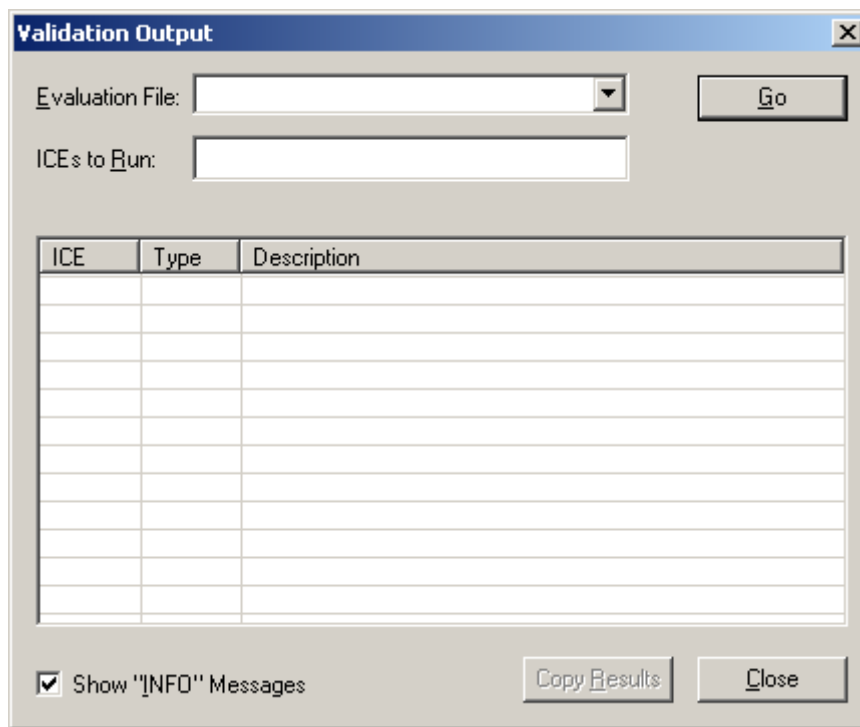 Validation Output
Evaluation File:
Go
ICEs to Run:
ICE Type Description
Show "INFO" Messages
Copy Results
Close